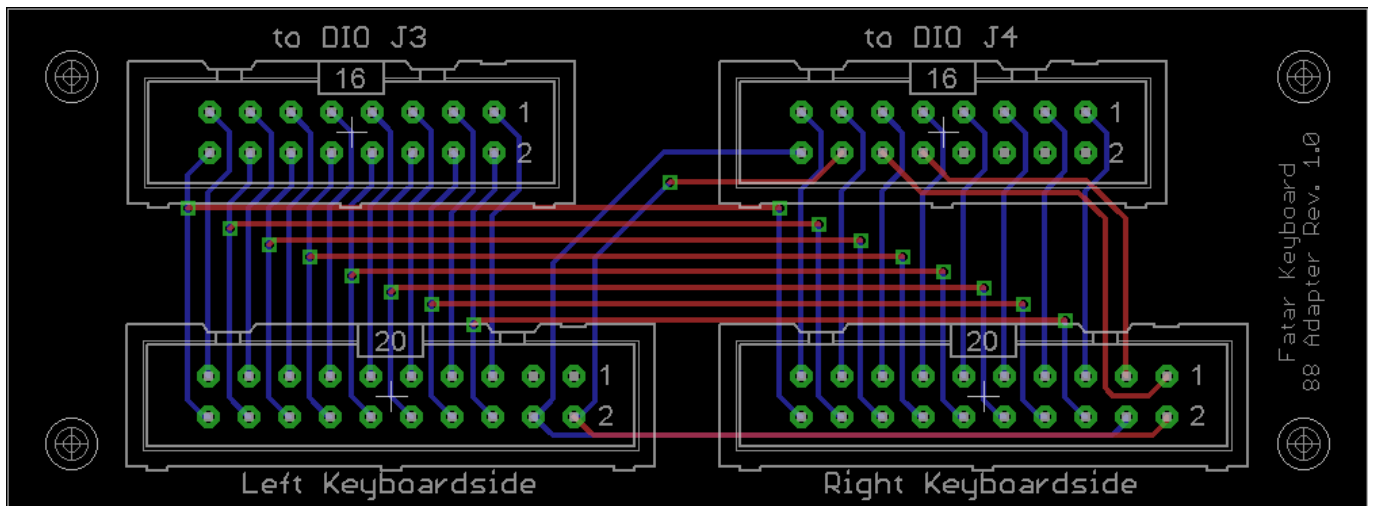 to DIO J3
to DIO J4
16
1
2
16
1
2
20
1
2
20
1
2
Left Keyboardside
Right Keyboardside
Fatar Keyboard
88 Adapter Rev. 1.0